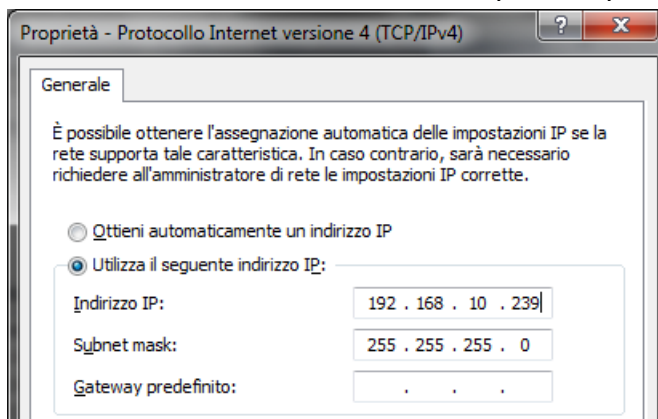 Proprietà - Protocollo Internet versione 4 (TCP/IPv4)
? X
Generale
È possibile ottenere l'assegnazione automatica delle impostazioni IP se la
rete supporta tale caratteristica. In caso contrario, sarà necessario
richiedere all'amministratore di rete le impostazioni IP corrette.
Ottieni automaticamente un indirizzo IP
Utilizza il seguente indirizzo IP:
Indirizzo IP: 192 . 168 . 10 . 239
Subnet mask: 255 . 255 . 255 . 0
Gateway predefinito: . . .